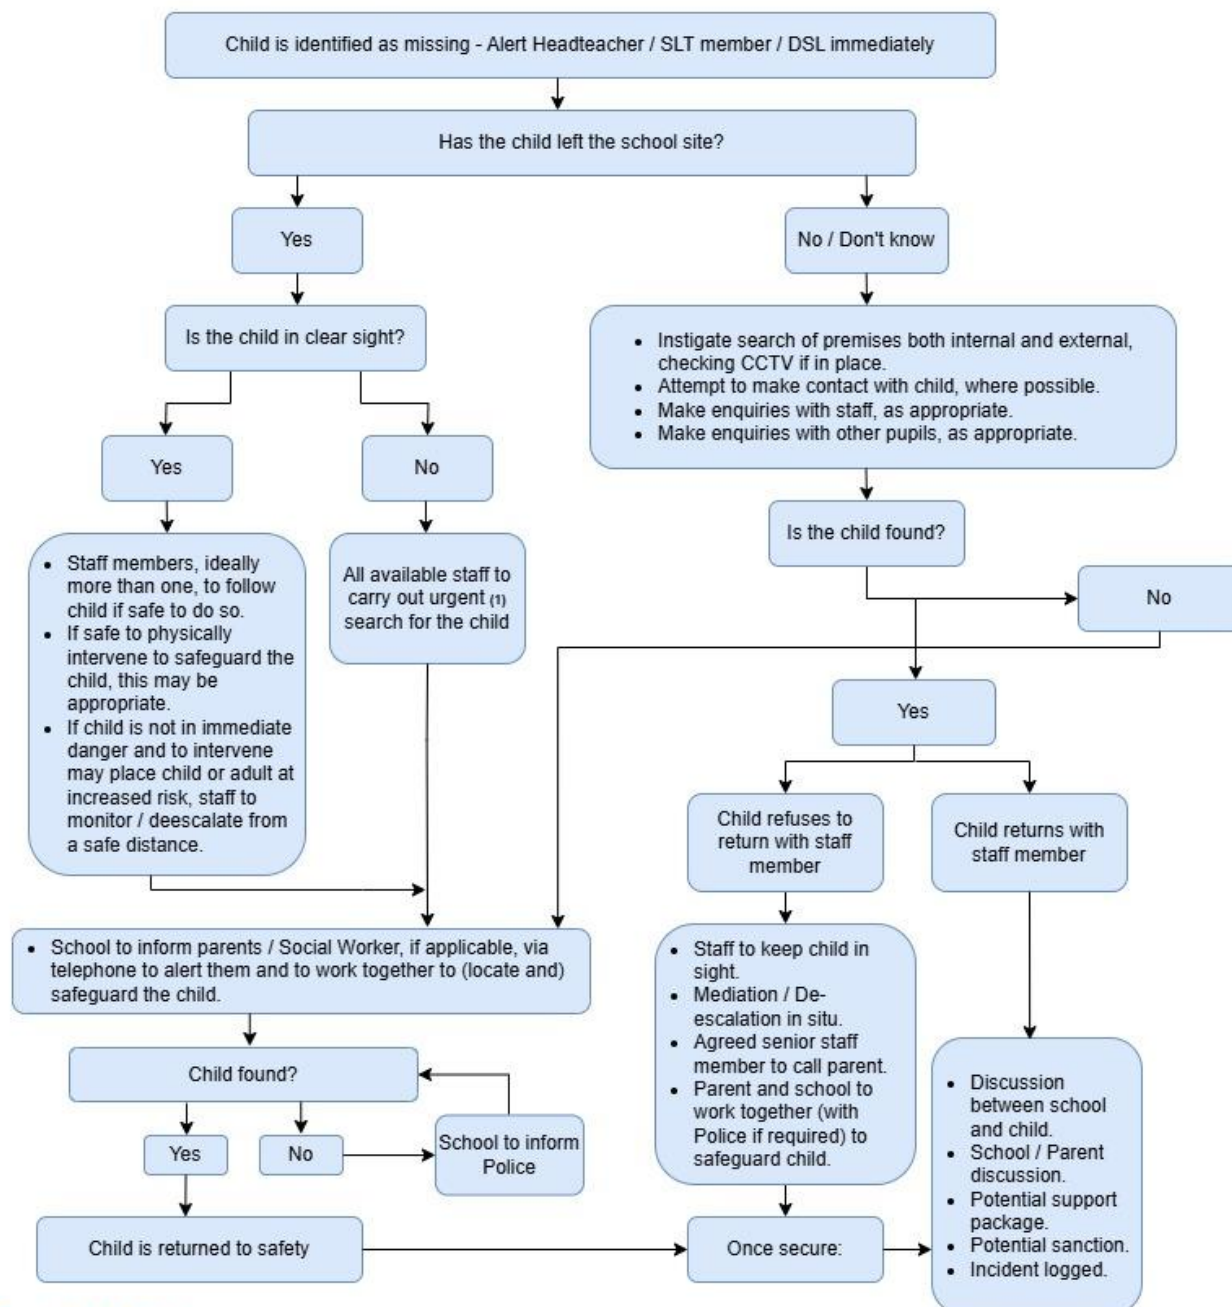 Child is identified as missing - Alert Headteacher / SLT member / DSL immediately
Has the child left the school site?
Yes
No / Don't know
Is the child in clear sight?
• Instigate search of premises both internal and external,
checking CCTV if in place.
• Attempt to make contact with child, where possible.
• Make enquiries with staff, as appropriate.
• Make enquiries with other pupils, as appropriate.
Yes
No
Is the child found?
• Staff members, ideally
more than one, to follow
child if safe to do so.
• If safe to physically
intervene to safeguard the
child, this may be
appropriate.
• If child is not in immediate
danger and to intervene
may place child or adult at
increased risk, staff to
monitor / deescalate from
a safe distance.
All available staff to
carry out urgent (1)
search for the child
No
Yes
Child refuses to
return with staff
member
Child returns with
staff member
• School to inform parents / Social Worker, if applicable, via
telephone to alert them and to work together to (locate and)
safeguard the child.
• Staff to keep child in
sight.
• Mediation / De-
escalation in situ.
• Agreed senior staff
member to call parent.
• Parent and school to
work together (with
Police if required) to
safeguard child.
Child found?
Yes
No
School to inform
Police
• Discussion
between school
and child.
• School / Parent
discussion.
• Potential support
package.
• Potential sanction.
• Incident logged.
Child is returned to safety
Once secure: